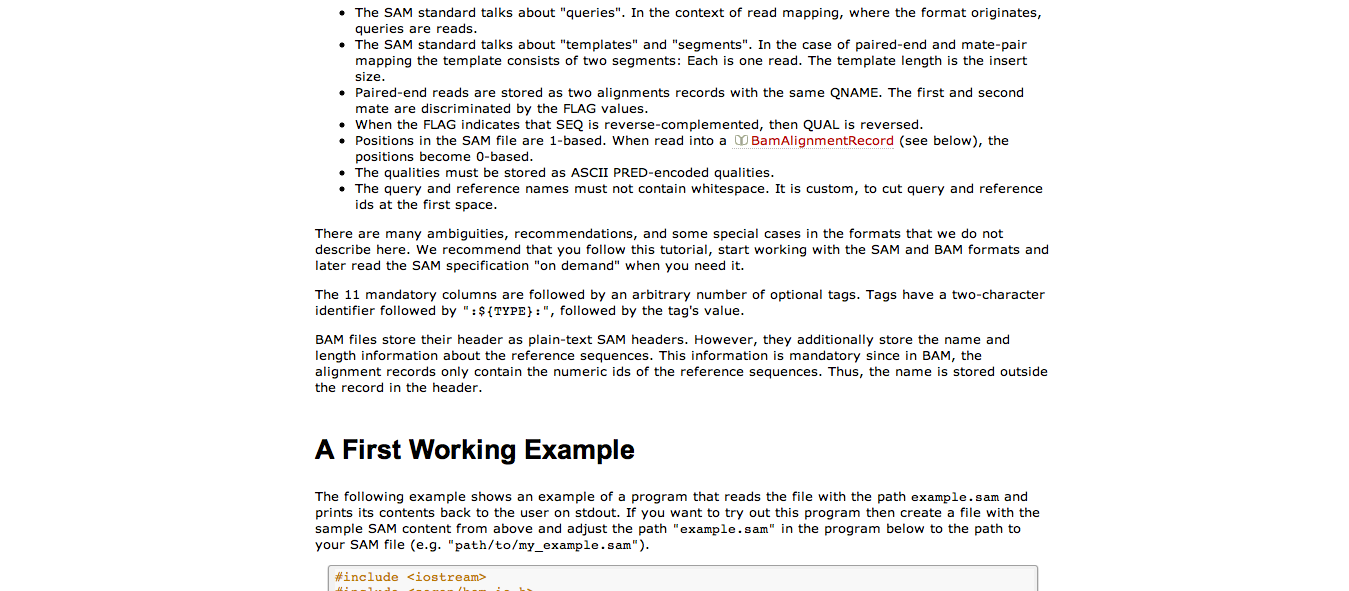 • The SAM standard talks about "queries". In the context of read mapping, where the format originates,
queries are reads.
• The SAM standard talks about "templates" and "segments". In the case of paired-end and mate-pair
mapping the template consists of two segments: Each is one read. The template length is the insert
size.
• Paired-end reads are stored as two alignments records with the same QNAME. The first and second
mate are discriminated by the FLAG values.
• When the FLAG indicates that SEQ is reverse-complemented, then QUAL is reversed.
• Positions in the SAM file are 1-based. When read into a BamAlignmentRecord (see below), the
positions become 0-based.
• The qualities must be stored as ASCII PRED-encoded qualities.
• The query and reference names must not contain whitespace. It is custom, to cut query and reference
ids at the first space.
There are many ambiguities, recommendations, and some special cases in the formats that we do not
describe here. We recommend that you follow this tutorial, start working with the SAM and BAM formats and
later read the SAM specification "on demand" when you need it.
The 11 mandatory columns are followed by an arbitrary number of optional tags. Tags have a two-character
identifier followed by ":${TYPE}:", followed by the tag's value.
BAM files store their header as plain-text SAM headers. However, they additionally store the name and
length information about the reference sequences. This information is mandatory since in BAM, the
alignment records only contain the numeric ids of the reference sequences. Thus, the name is stored outside
the record in the header.
A First Working Example
The following example shows an example of a program that reads the file with the path example.sam and
prints its contents back to the user on stdout. If you want to try out this program then create a file with the
sample SAM content from above and adjust the path "example.sam" in the program below to the path to
your SAM file (e.g. "path/to/my_example.sam").
#include <iostream>